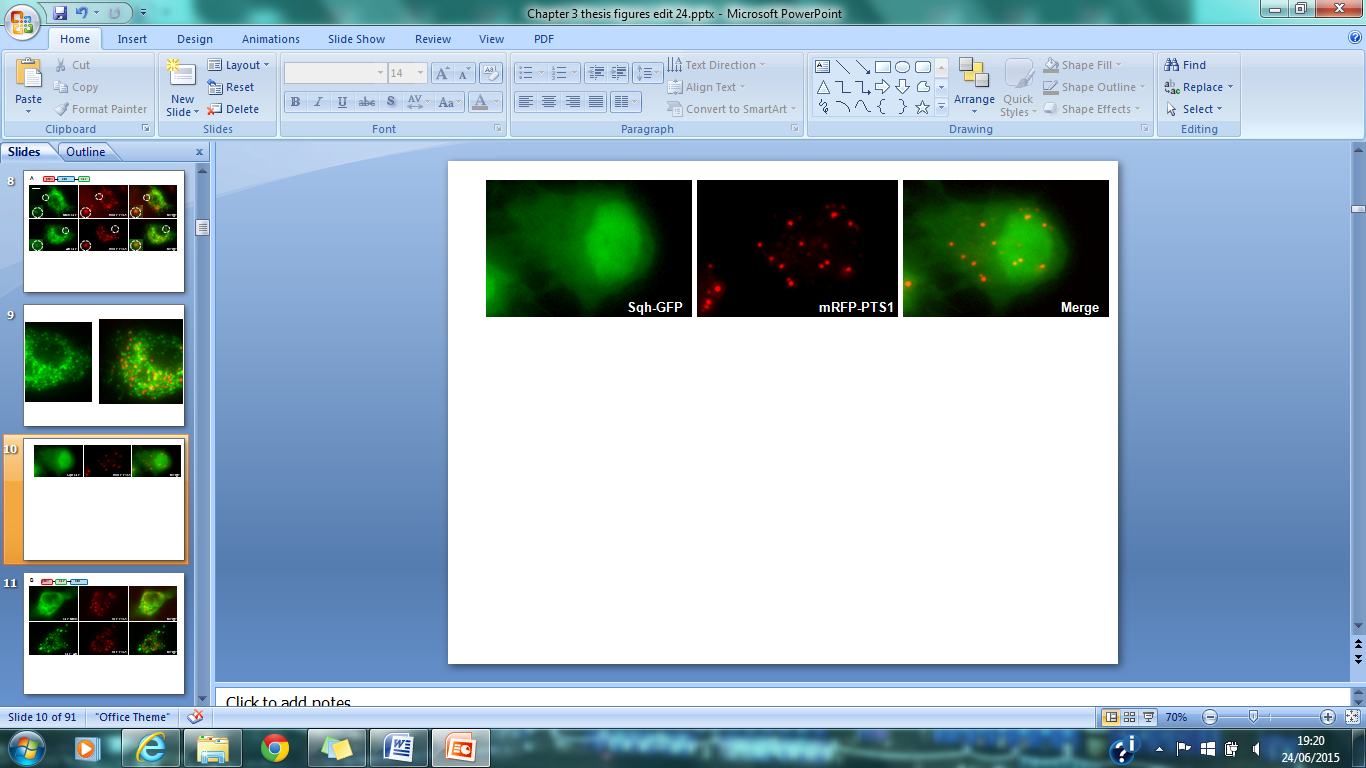 Chapter 3 thesis figures edit 24.pptx - Microsoft PowerPoint
Home Insert Design Animations Slide Show Review View PDF
Paste
Cut
Copy
Format Painter
Clipboard
New Slide
Layout
Reset
Delete
Slides
14
B I U abc S AV Aa A
Font
Text Direction
Align Text
Convert to SmartArt
Paragraph
Arrange
Quick Styles
Shape Fill
Shape Outline
Shape Effects
Drawing
Find
Replace
Select
Editing
Slides Outline x
8
9
10
11
Sqh-GFP
mRFP-PTS1
Merge
Click to add notes
Slide 10 of 91 "Office Theme" 70%
19:20
24/06/2015